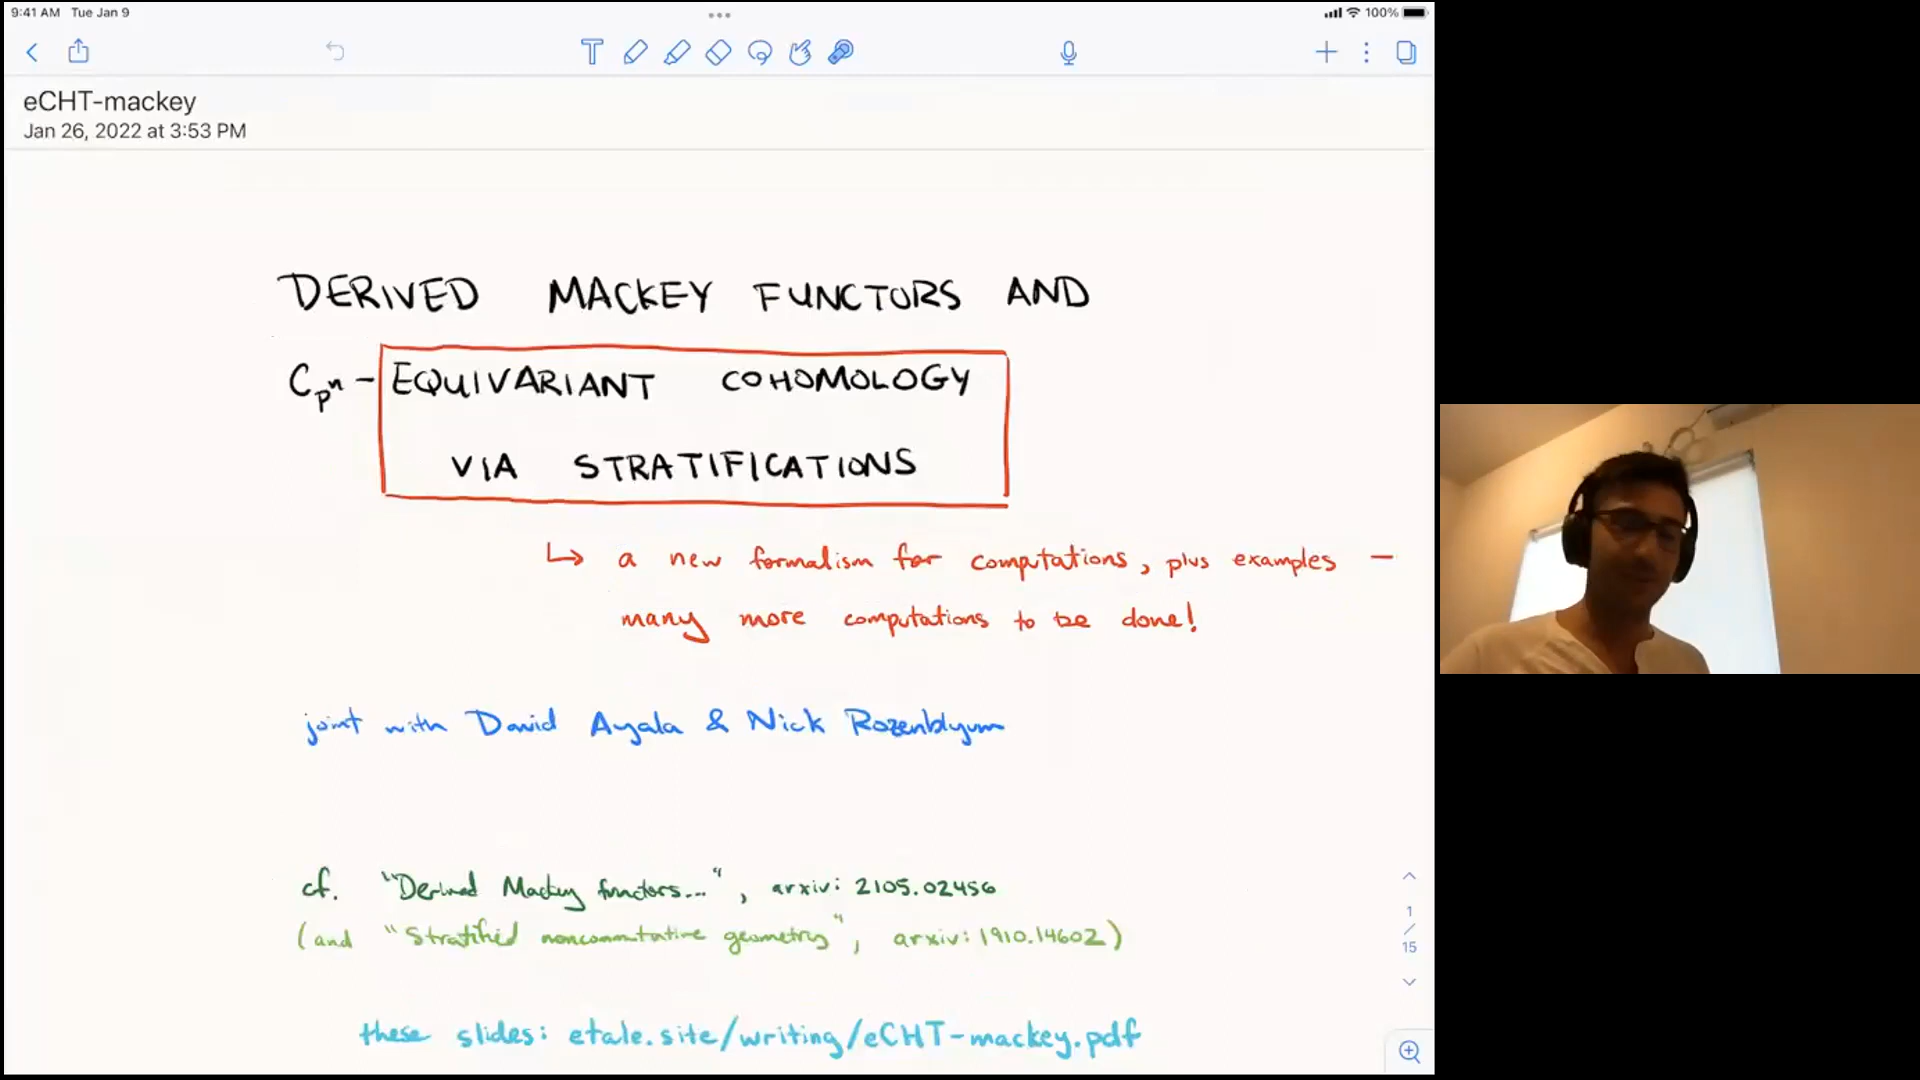 9:41 AM Tue Jan 9
100%
eCHT-mackey
Jan 26, 2022 at 3:53 PM
DERIVED MACKEY FUNCTORS AND
C_{p^n} - EQUIVARIANT COHOMOLOGY
VIA STRATIFICATIONS
↳ a new formalism for computations, plus examples –
many more computations to be done!
joint with David Ayala & Nick Rozenblyum
cf. "Derived Mackey functors...", arxiv: 2105.02456
(and "Stratified noncommutative geometry", arxiv: 1910.14602)
1
/
15
these slides: etale.site/writing/eCHT-mackey.pdf